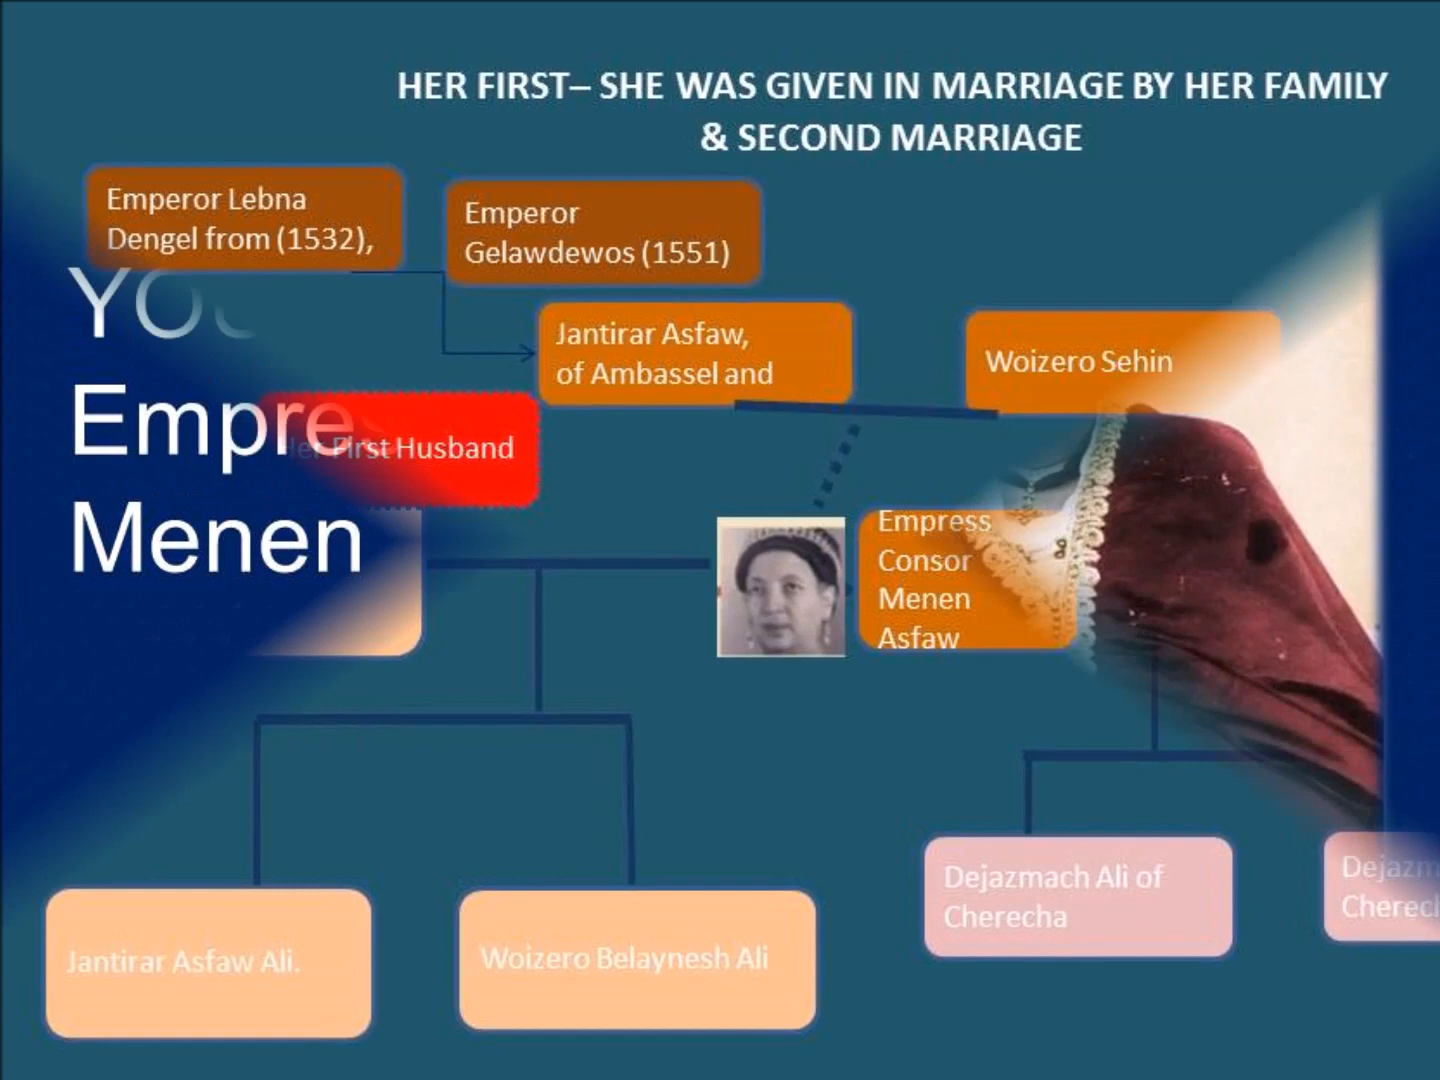 HER FIRST– SHE WAS GIVEN IN MARRIAGE BY HER FAMILY
& SECOND MARRIAGE
Emperor Lebna
Dengel from (1532),
Emperor
Gelawdewos (1551)
YOU
Jantirar Asfaw,
of Ambassel and
Woizero Sehin
Empre
Her First Husband
Menen
Empress
Consor
Menen
Asfaw
Dejazmach Ali of
Cherecha
Jantirar Asfaw Ali.
Woizero Belaynesh Ali